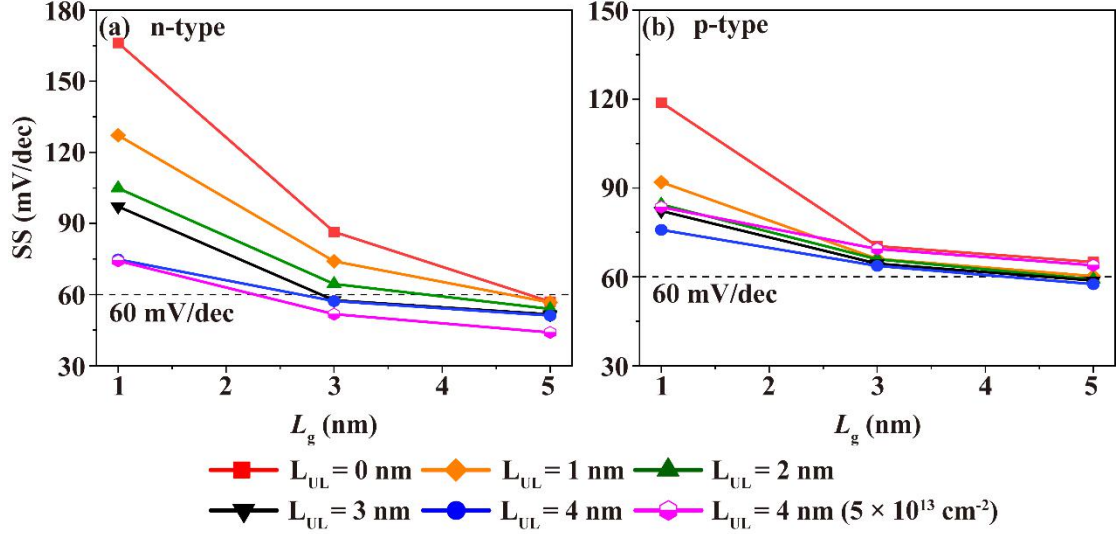 (a) n-type
SS (mV/dec)
180
150
120
90
60
30
60 mV/dec
1 2 3 4 5
L_g (nm)
(b) p-type
150
120
90
60
30
60 mV/dec
1 2 3 4 5
L_g (nm)
L_UL = 0 nm L_UL = 1 nm L_UL = 2 nm
L_UL = 3 nm L_UL = 4 nm L_UL = 4 nm (5 × 10¹³ cm⁻²)